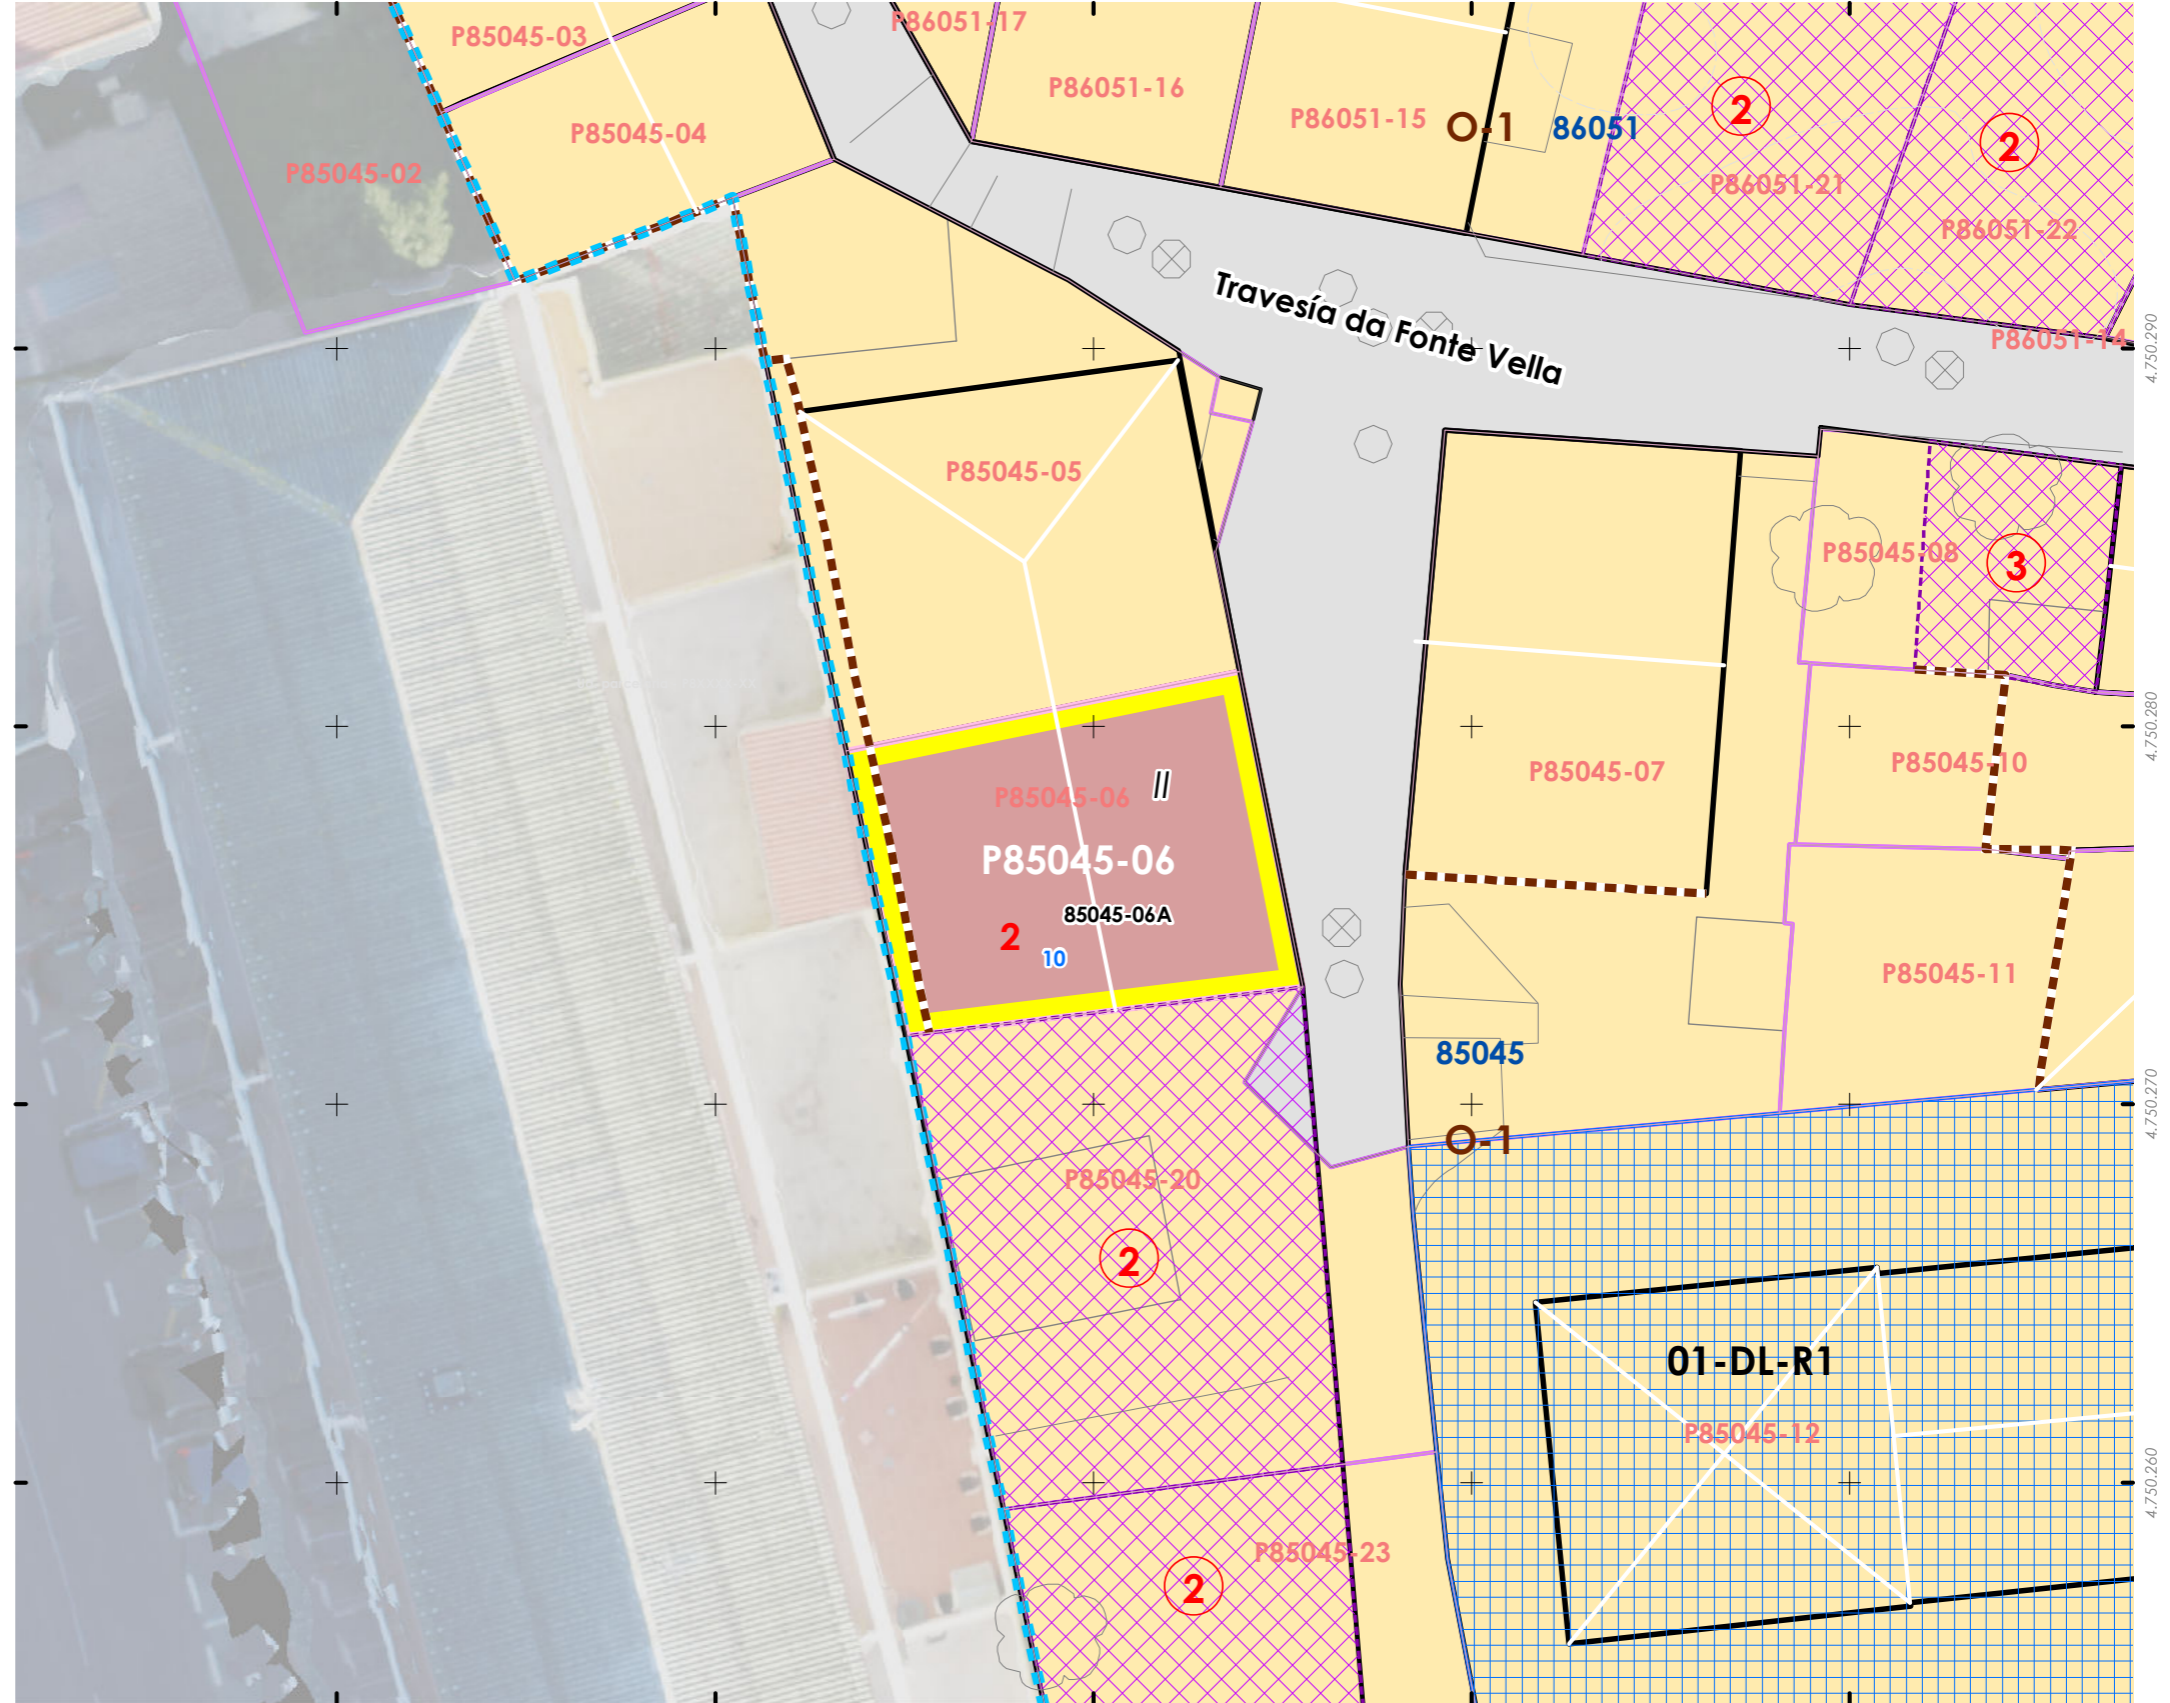 P86051-17
P85045-03
P86051-16
2
P86051-15
O-1
86051
P85045-04
2
P85045-02
P86051-21
P86051-22
Travesía da Fonte Vella
P86051-14
4.750.290
P85045-05
P85045-08
3
4.750.280
P85045-10
P85045-07
P85045-06
II
P85045-06
85045-06A
2
10
P85045-11
85045
4.750.270
O-1
P85045-20
2
01-DL-R1
P85045-12
4.750.260
P85045-23
2